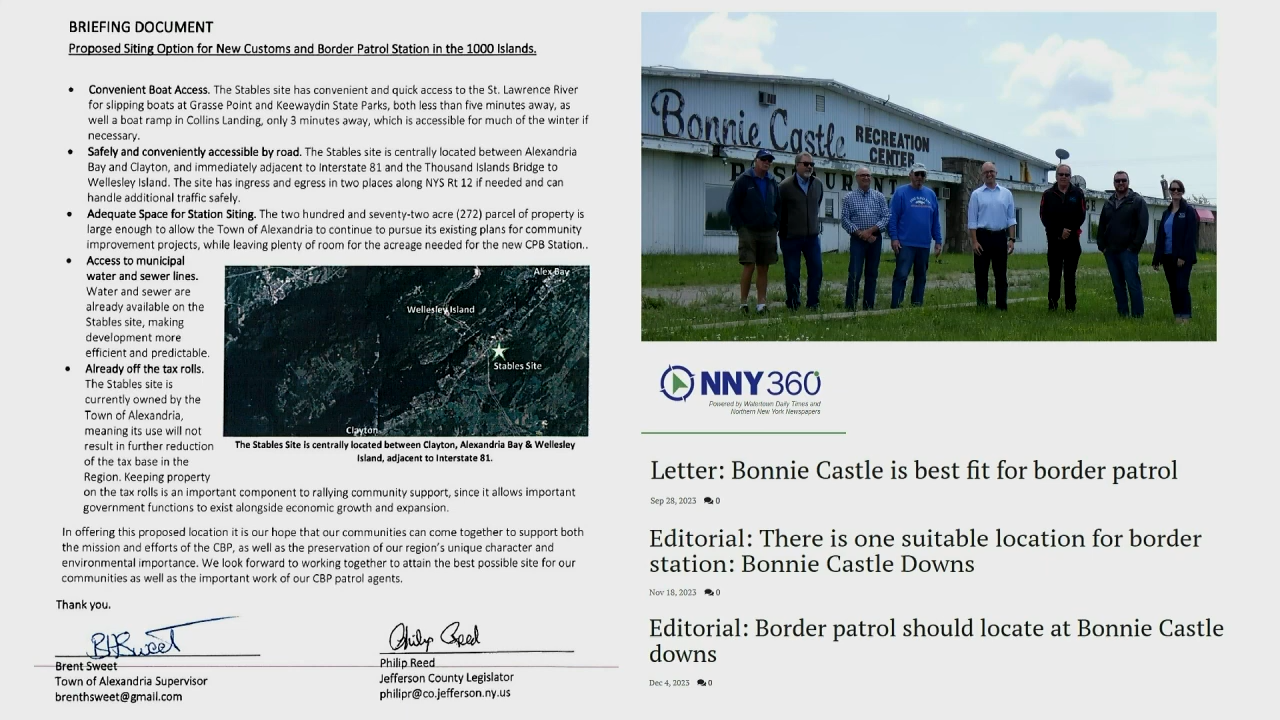 BRIEFING DOCUMENT
Proposed Siting Option for New Customs and Border Patrol Station in the 1000 Islands.
• Convenient Boat Access. The Stables site has convenient and quick access to the St. Lawrence River
for slipping boats at Grasse Point and Keewaydin State Parks, both less than five minutes away, as
well a boat ramp in Collins Landing, only 3 minutes away, which is accessible for much of the winter if
necessary.
• Safely and conveniently accessible by road. The Stables site is centrally located between Alexandria
Bay and Clayton, and immediately adjacent to Interstate 81 and the Thousand Islands Bridge to
Wellesley Island. The site has ingress and egress in two places along NYS Rt 12 if needed and can
handle additional traffic safely.
• Adequate Space for Station Siting. The two hundred and seventy-two acre (272) parcel of property is
large enough to allow the Town of Alexandria to continue to pursue its existing plans for community
improvement projects, while leaving plenty of room for the acreage needed for the new CPB Station..
• Access to municipal
water and sewer lines.
Water and sewer are
already available on the
Stables site, making
development more
efficient and predictable.
• Already off the tax rolls.
The Stables site is
currently owned by the
Town of Alexandria,
meaning its use will not
result in further reduction
of the tax base in the
Region. Keeping property
on the tax rolls is an important component to rallying community support, since it allows important
government functions to exist alongside economic growth and expansion.
Alex Bay
Wellesley Island
Stables Site
Clayton
The Stables Site is centrally located between Clayton, Alexandria Bay & Wellesley
Island, adjacent to Interstate 81.
In offering this proposed location it is our hope that our communities can come together to support both
the mission and efforts of the CBP, as well as the preservation of our region's unique character and
environmental importance. We look forward to working together to attain the best possible site for our
communities as well as the important work of our CBP patrol agents.
Thank you.
BHSweet
Brent Sweet
Town of Alexandria Supervisor
brenthsweet@gmail.com
Philip Reed
Philip Reed
Jefferson County Legislator
philipr@co.jefferson.ny.us
Bonnie Castle RECREATION
CENTER
NNY360
Powered by Watertown Daily Times and
Northern New York Newspapers
Letter: Bonnie Castle is best fit for border patrol
Sep 28, 2023 0
Editorial: There is one suitable location for border
station: Bonnie Castle Downs
Nov 18, 2023 0
Editorial: Border patrol should locate at Bonnie Castle
downs
Dec 4, 2023 0